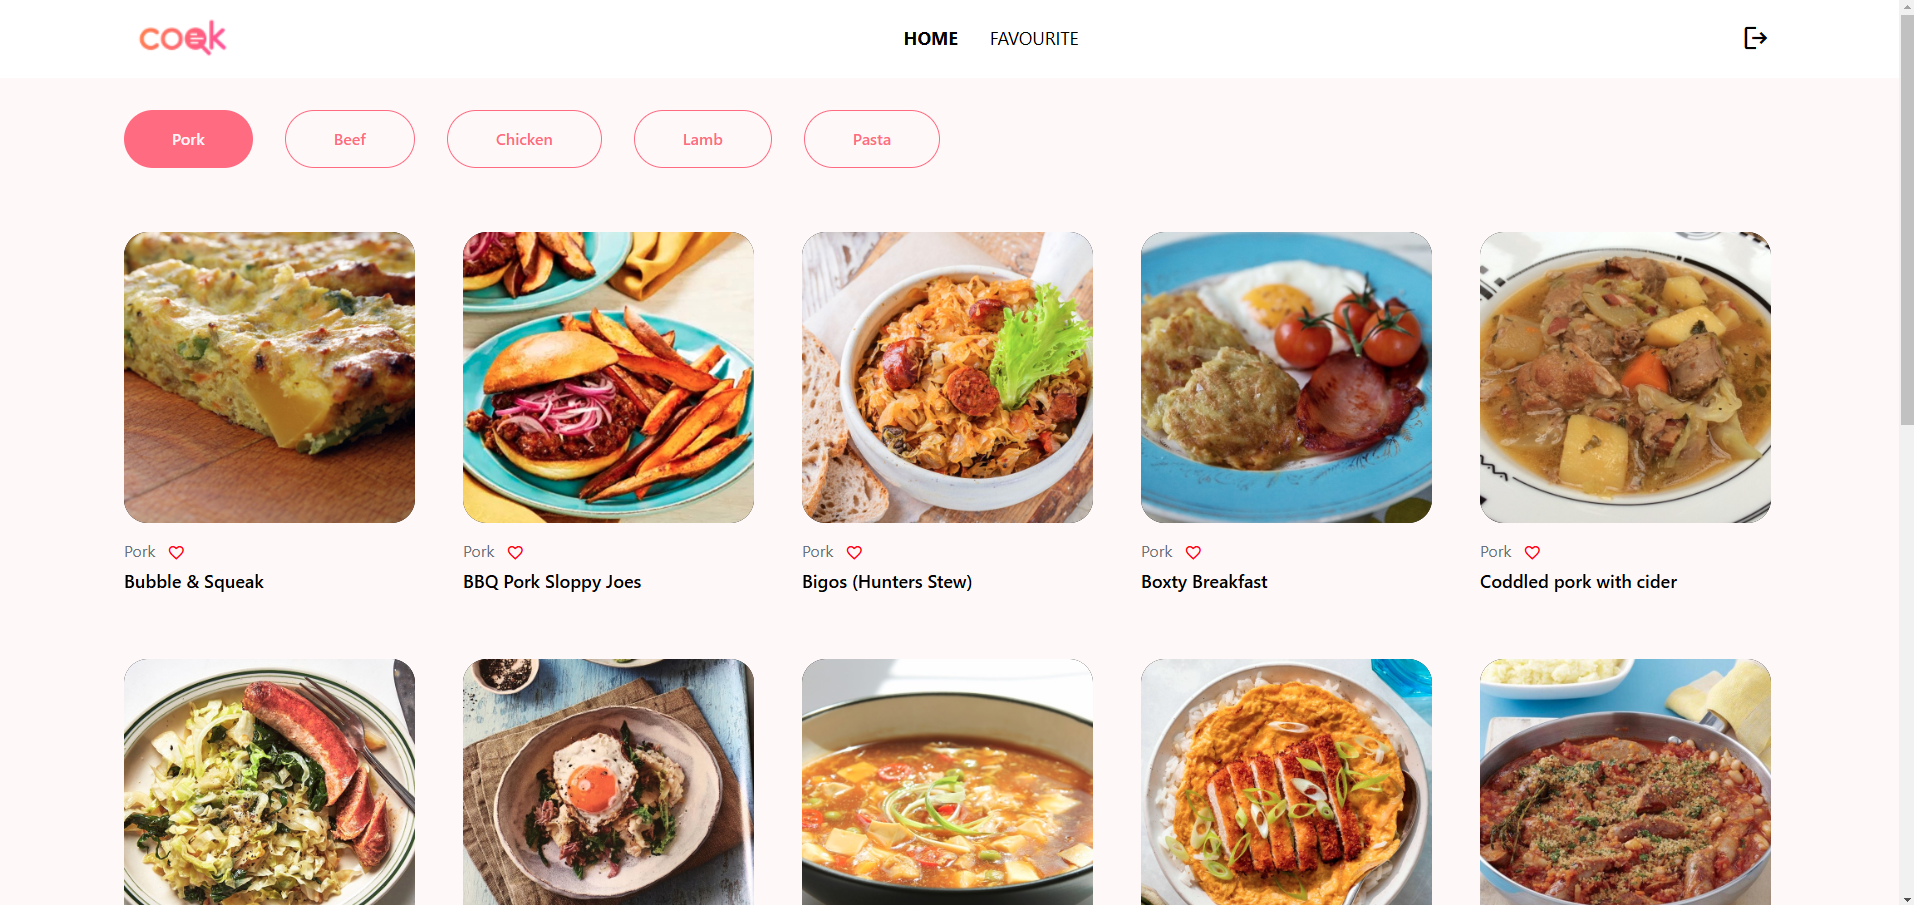 cook
HOME FAVOURITE
Pork Beef Chicken Lamb Pasta
Pork Pork Pork Pork Pork
Bubble & Squeak BBQ Pork Sloppy Joes Bigos (Hunters Stew) Boxty Breakfast Coddled pork with cider